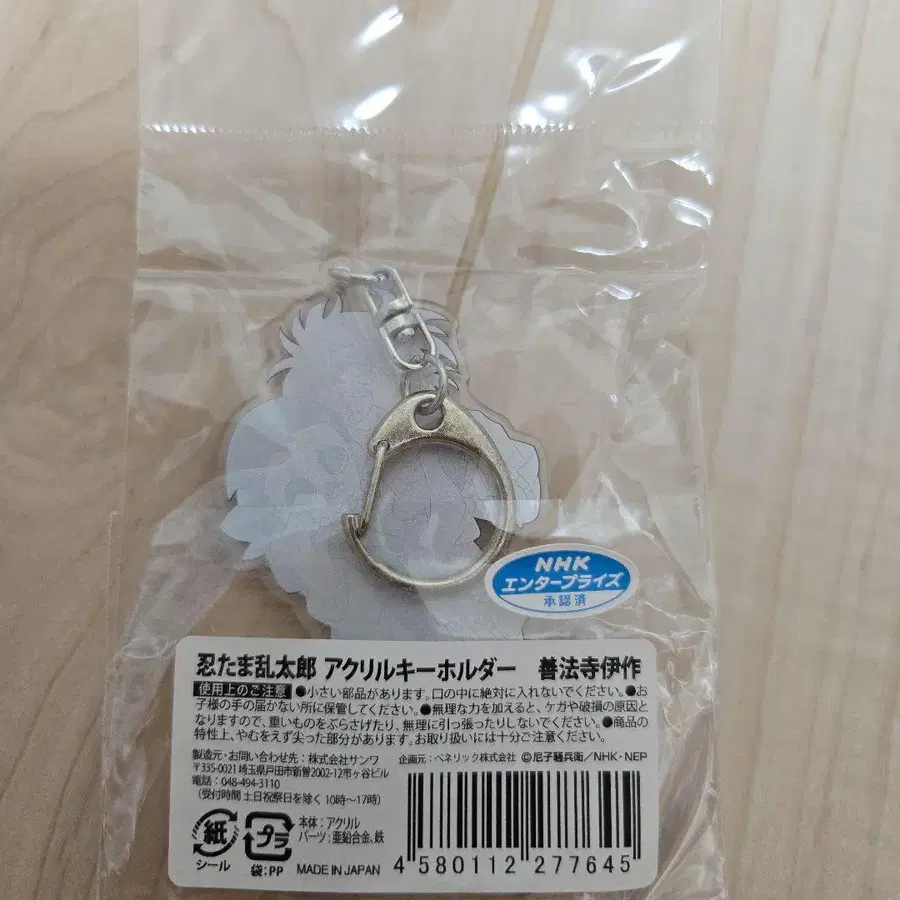 NHK
エンタープライズ
承認済
忍たま乱太郎 アクリルキーホルダー 善法寺伊作
使用上のご注意 ●小さい部品があります。口の中に絶対に入れないでください。●お
子様の手の届かない所に保管してください。●無理な力を加えると、ケガや破損の原因と
なりますので、重いものをぶらさげたり、無理に引っ張ったりしないでください。●商品の
特性上、やむをえず尖った部分があります。お取り扱いには十分ご注意ください。
製造元・お問い合わせ先：株式会社サンワ 企画元：ベネリック株式会社 ©尼子騒兵衛／NHK・NEP
〒335-0021 埼玉県戸田市新曽2002-12市ヶ谷ビル
電話：048-494-3110
（受付時間 土日祝祭日を除く 10時〜17時）
紙
シール
プラ
袋：PP
本体：アクリル
パーツ：亜鉛合金、鉄
MADE IN JAPAN
4 580112 277645